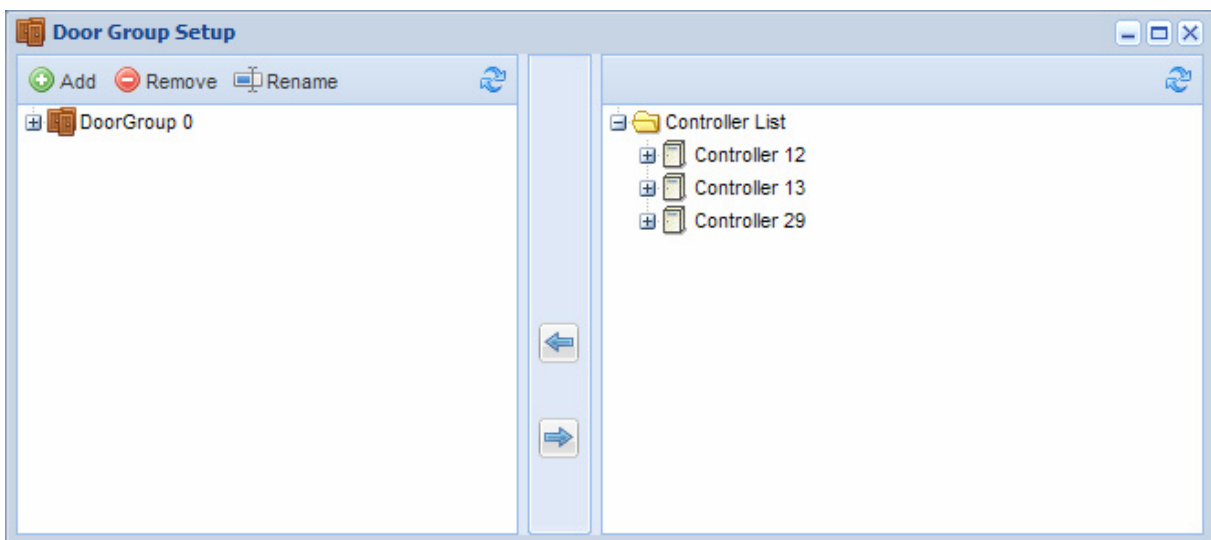 Door Group Setup
Add Remove Rename
DoorGroup 0
Controller List
Controller 12
Controller 13
Controller 29